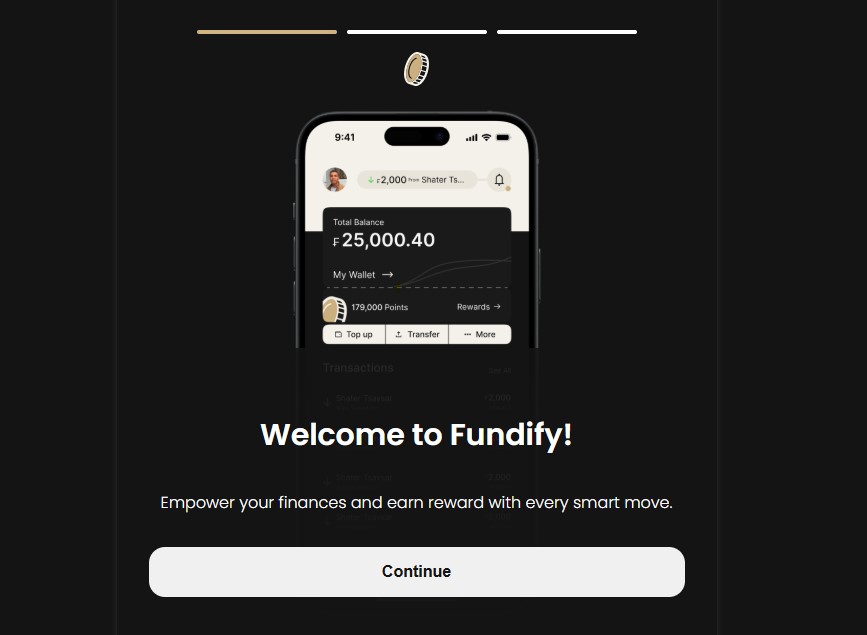 9:41
↓ ₣2,000 From Shater Ts...
Total Balance
₣ 25,000.40
My Wallet →
179,000 Points Rewards →
Top up Transfer ··· More
Transactions
Welcome to Fundify!
Empower your finances and earn reward with every smart move.
Continue